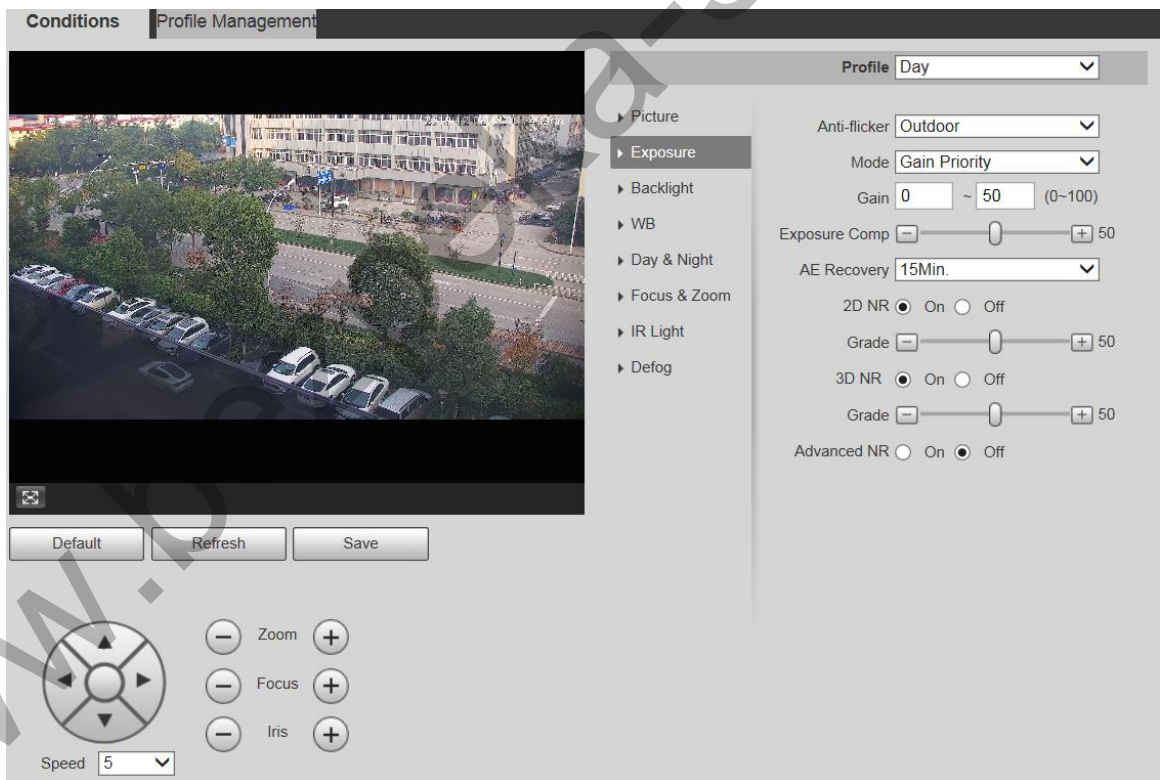 Conditions
Profile Management
Profile Day
Picture
Exposure
Backlight
WB
Day & Night
Focus & Zoom
IR Light
Defog
Anti-flicker Outdoor
Mode Gain Priority
Gain 0 ~ 50 (0~100)
Exposure Comp 50
AE Recovery 15Min.
2D NR On Off
Grade 50
3D NR On Off
Grade 50
Advanced NR On Off
Default Refresh Save
Zoom
Focus
Iris
Speed 5